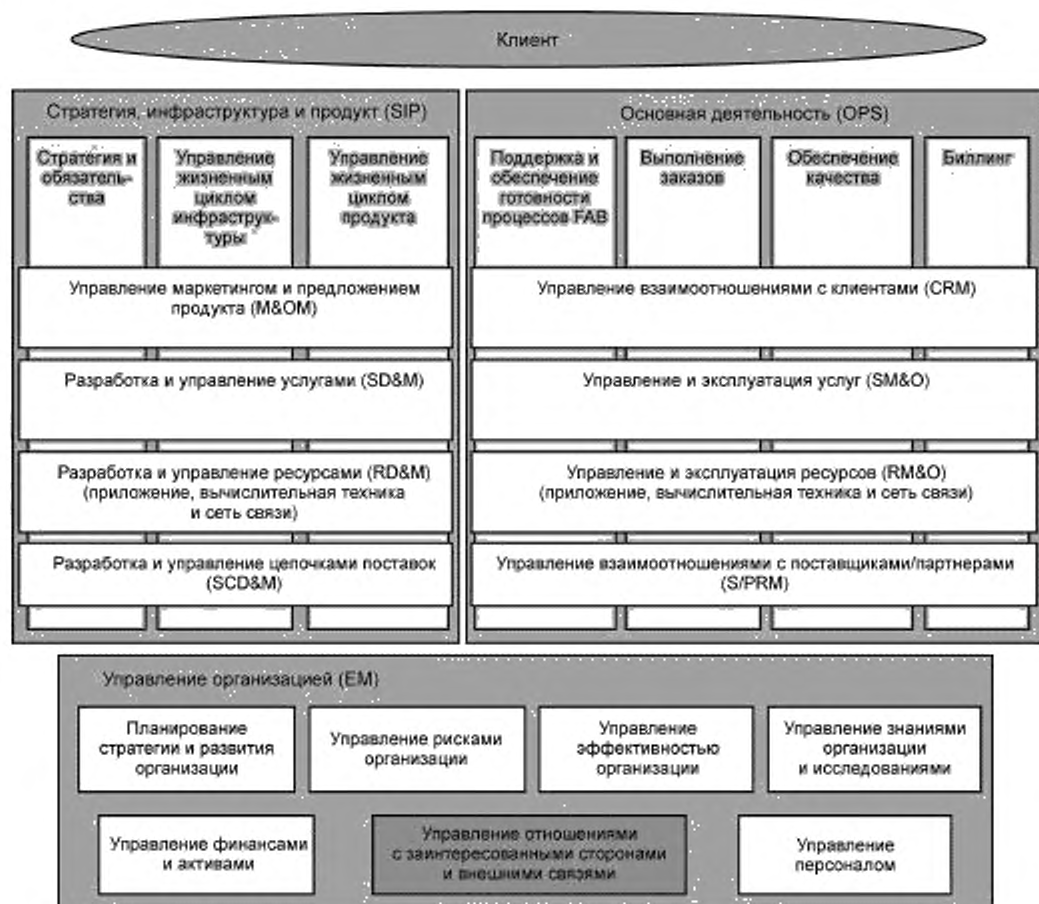 Клиент
Стратегия, инфраструктура и продукт (SIP)
Стратегия и
обязатель-
ства
Управление
жизненным
циклом
инфраструк-
туры
Управление
жизненным
циклом
продукта
Управление маркетингом и предложением
продукта (M&OM)
Разработка и управление услугами (SD&M)
Разработка и управление ресурсами (RD&M)
(приложение, вычислительная техника
и сеть связи)
Разработка и управление цепочками поставок
(SCD&M)
Основная деятельность (OPS)
Поддержка и
обеспечение
готовности
процессов FAB
Выполнение
заказов
Обеспечение
качества
Биллинг
Управление взаимоотношениями с клиентами (CRM)
Управление и эксплуатация услуг (SM&O)
Управление и эксплуатация ресурсов (RM&O)
(приложение, вычислительная техника и сеть связи)
Управление взаимоотношениями с поставщиками/партнерами
(S/PRM)
Управление организацией (EM)
Планирование
стратегии и развития
организации
Управление рисками
организации
Управление
эффективностью
организации
Управление знаниями
организации
и исследованиями
Управление финансами
и активами
Управление отношениями
с заинтересованными сторонами
и внешними связями
Управление
персоналом